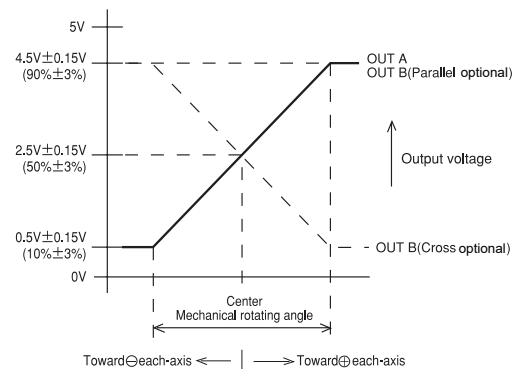 5V
4.5V±0.15V
(90%±3%)
OUT A
OUT B(Parallel optional)
2.5V±0.15V
(50%±3%)
Output voltage
0.5V±0.15V
(10%±3%)
OUT B(Cross optional)
0V
Center
Mechanical rotating angle
Toward⊖each-axis
Toward⊕each-axis